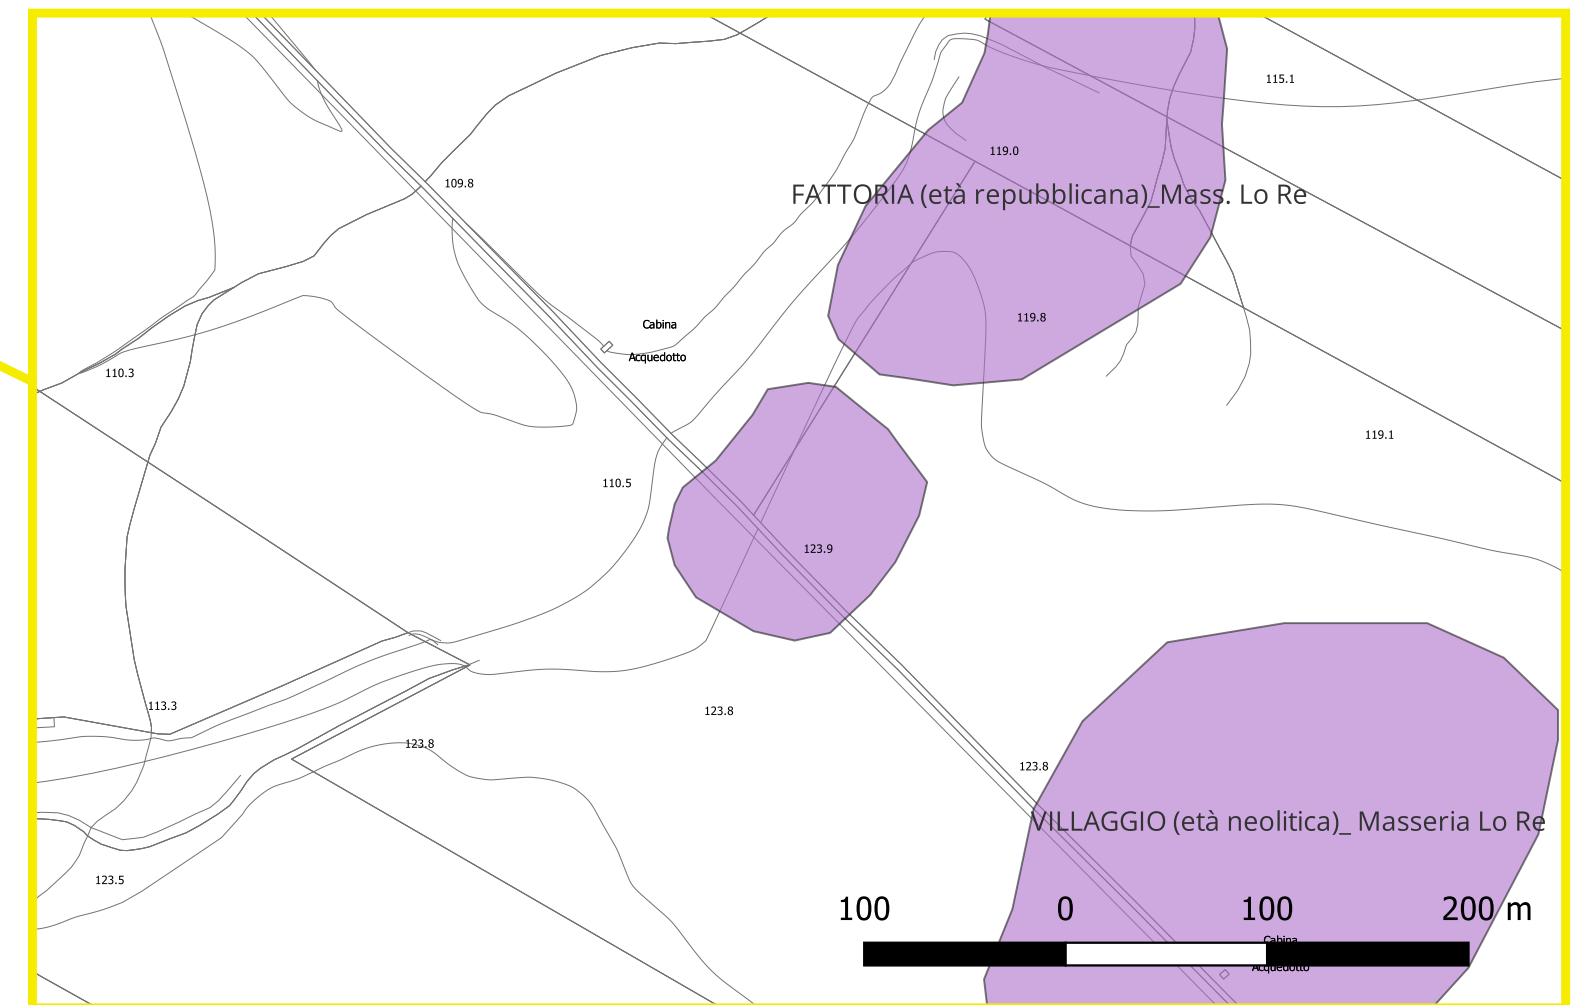 115.1
119.0
109.8
FATTORIA (età repubblicana)_Mass. Lo Re
119.8
Cabina
Acquedotto
110.3
119.1
110.5
123.9
113.3
123.8
123.8
123.8
VILLAGGIO (età neolitica)_ Masseria Lo Re
123.5
100 0 100 200 m
Cabina
Acquedotto